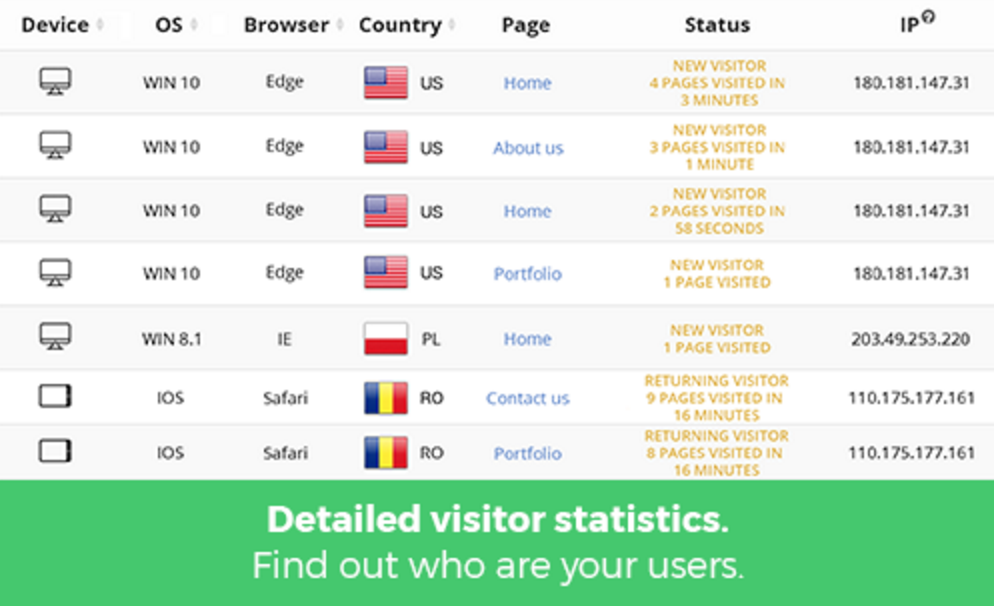 Device OS Browser Country Page Status IP?
NEW VISITOR
WIN 10 Edge US Home 4 PAGES VISITED IN 180.181.147.31
3 MINUTES
NEW VISITOR
WIN 10 Edge US About us 3 PAGES VISITED IN 180.181.147.31
1 MINUTE
NEW VISITOR
WIN 10 Edge US Home 2 PAGES VISITED IN 180.181.147.31
58 SECONDS
NEW VISITOR
WIN 10 Edge US Portfolio 1 PAGE VISITED 180.181.147.31
NEW VISITOR
WIN 8.1 IE PL Home 1 PAGE VISITED 203.49.253.220
RETURNING VISITOR
IOS Safari RO Contact us 9 PAGES VISITED IN 110.175.177.161
16 MINUTES
RETURNING VISITOR
IOS Safari RO Portfolio 8 PAGES VISITED IN 110.175.177.161
16 MINUTES
Detailed visitor statistics.
Find out who are your users.